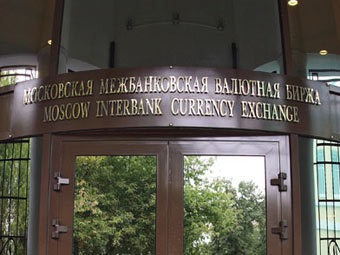 МОСКОВСКАЯ МЕЖБАНКОВСКАЯ ВАЛЮТНАЯ БИРЖА
MOSCOW INTERBANK CURRENCY EXCHANGE